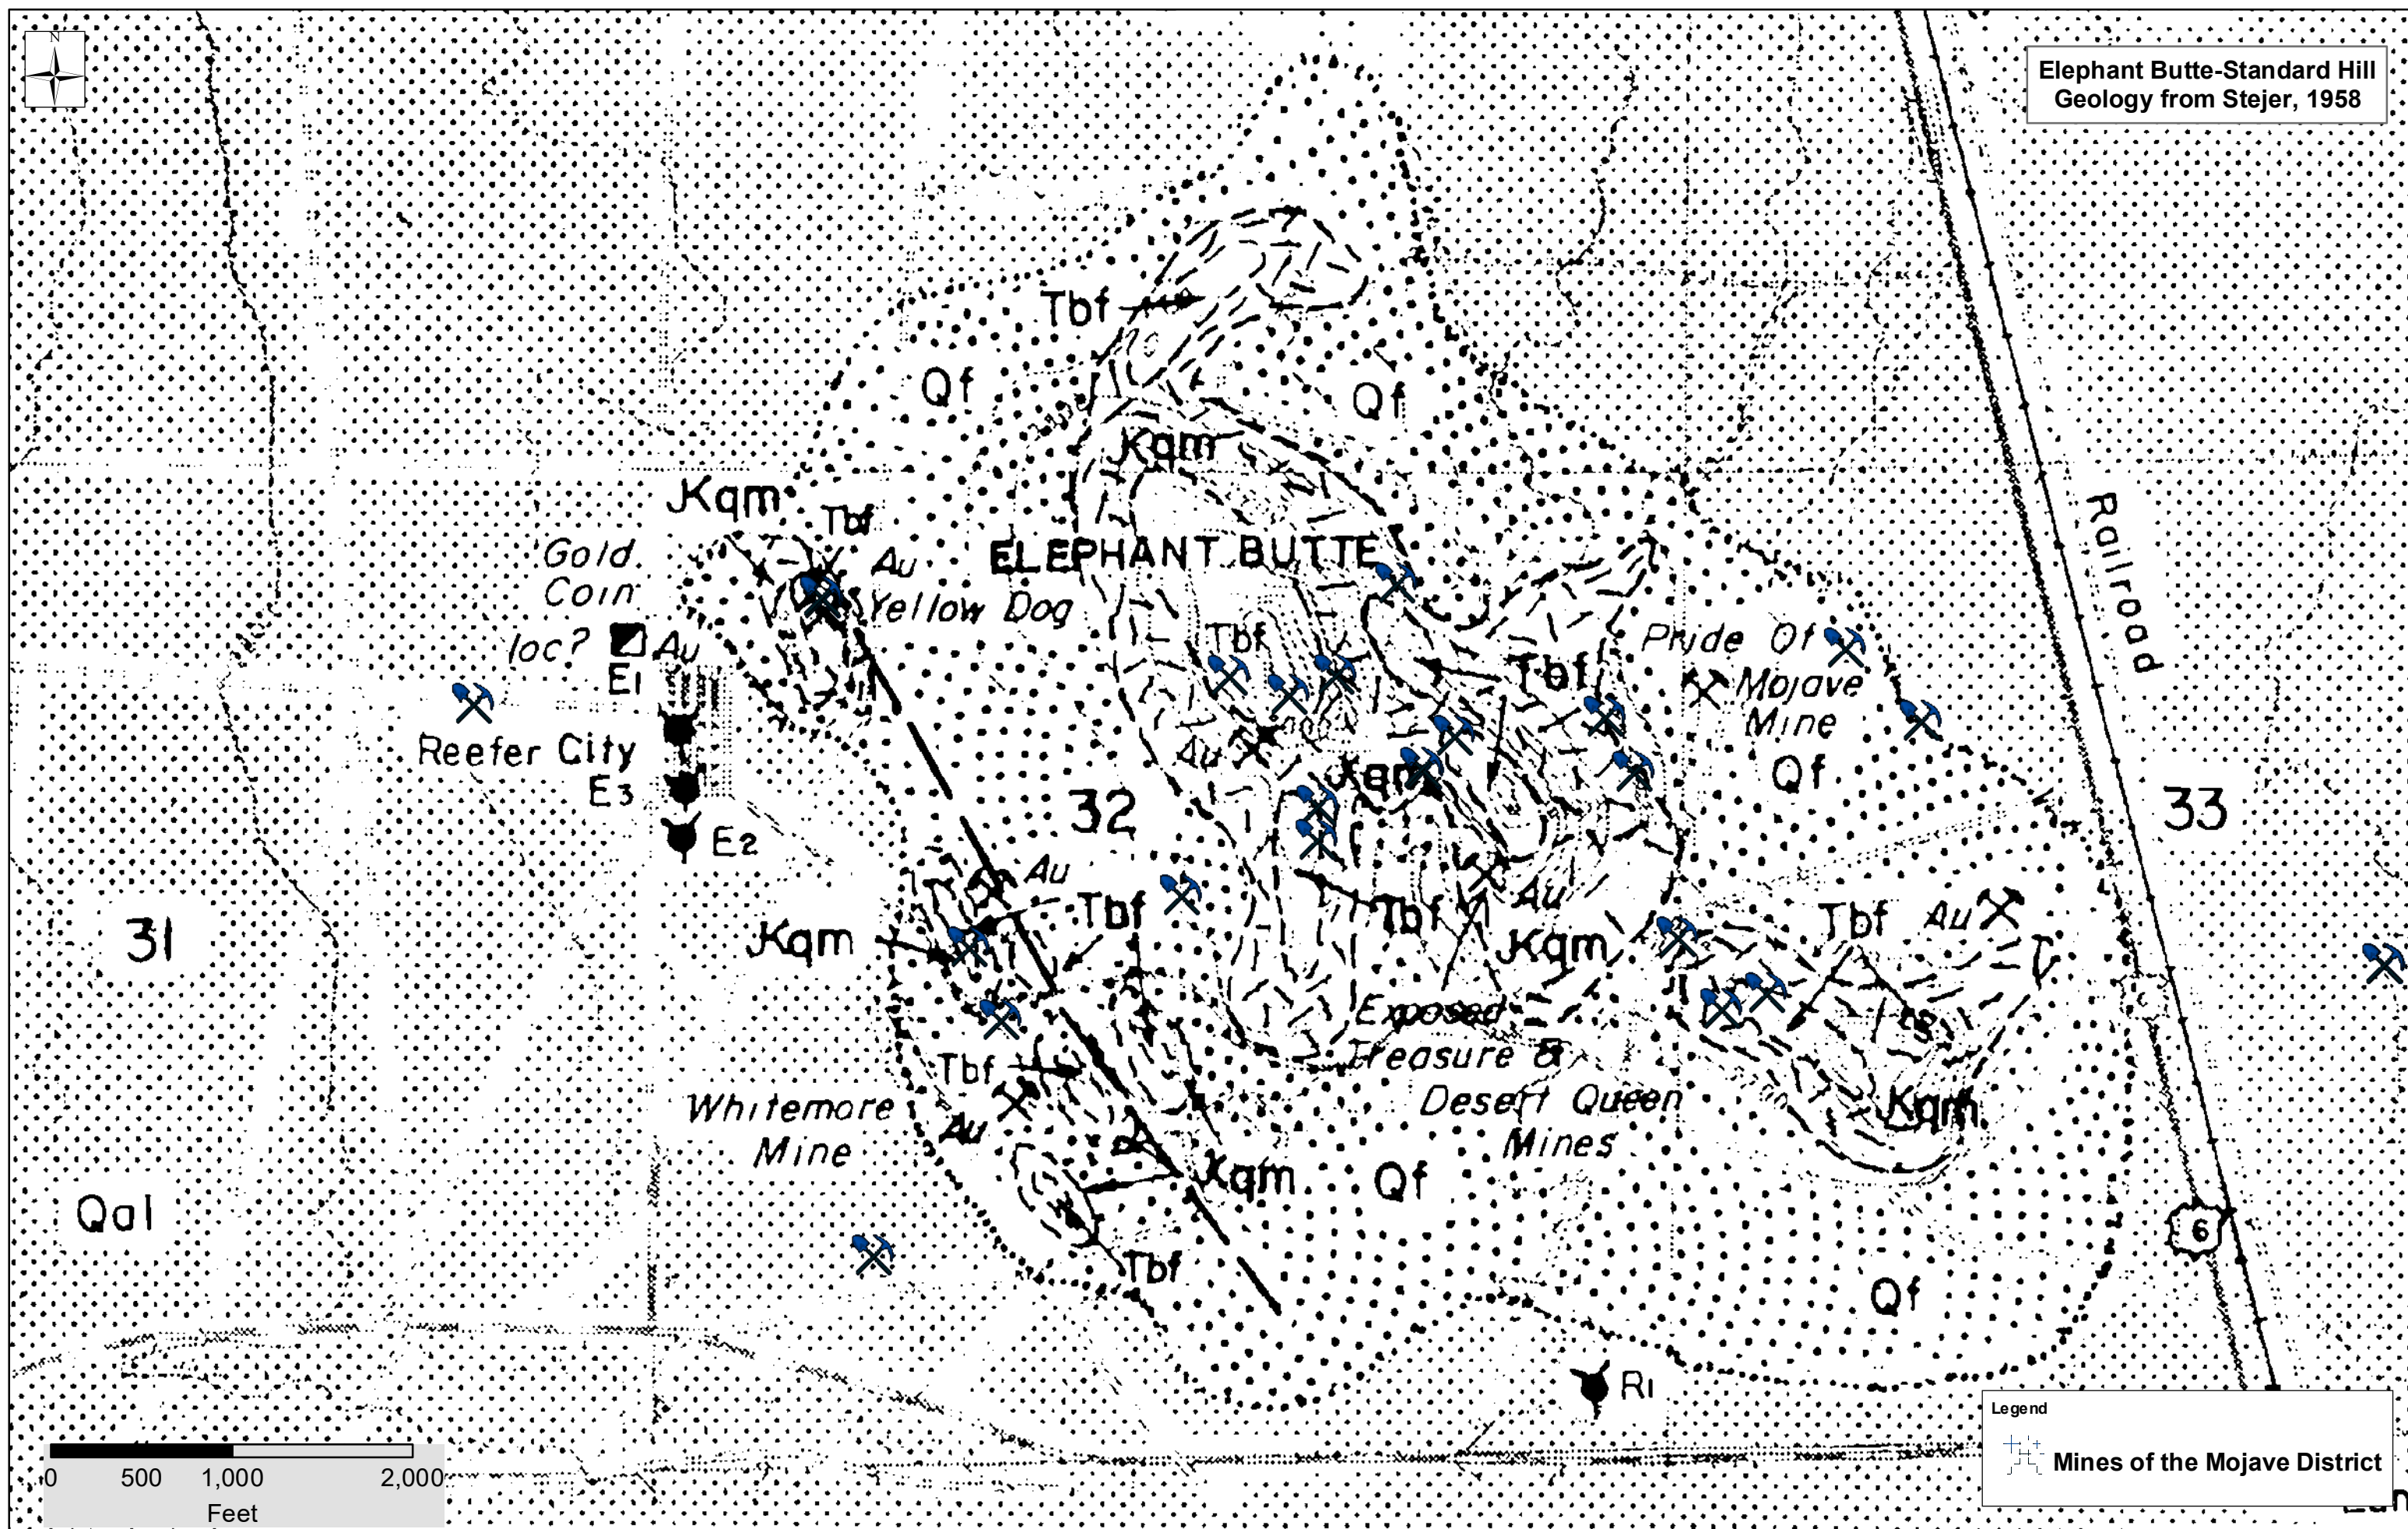 N
Elephant Butte-Standard Hill
Geology from Stejer, 1958
Tbf
Qf
Qf
Kqm
Kqm
Tbf
Gold
Coin
loc?
Au
E1
Au
Yellow Dog
ELEPHANT BUTTE
Railroad
Tbf
Tbf
Pride Of
Mojave
Mine
Reefer City
E3
E2
Au
Kqm
Qf
32
33
31
Au
Kqm
Tbf
Tbf
Au
Kqm
Tbf
Au
Exposed
Treasure &
Desert Queen
Mines
Tbf
Whitemore
Mine
Au
Kqm
Kqm
Qf
Qal
Tbf
6
Qf
R1
Legend
Mines of the Mojave District
0 500 1,000 2,000
Feet